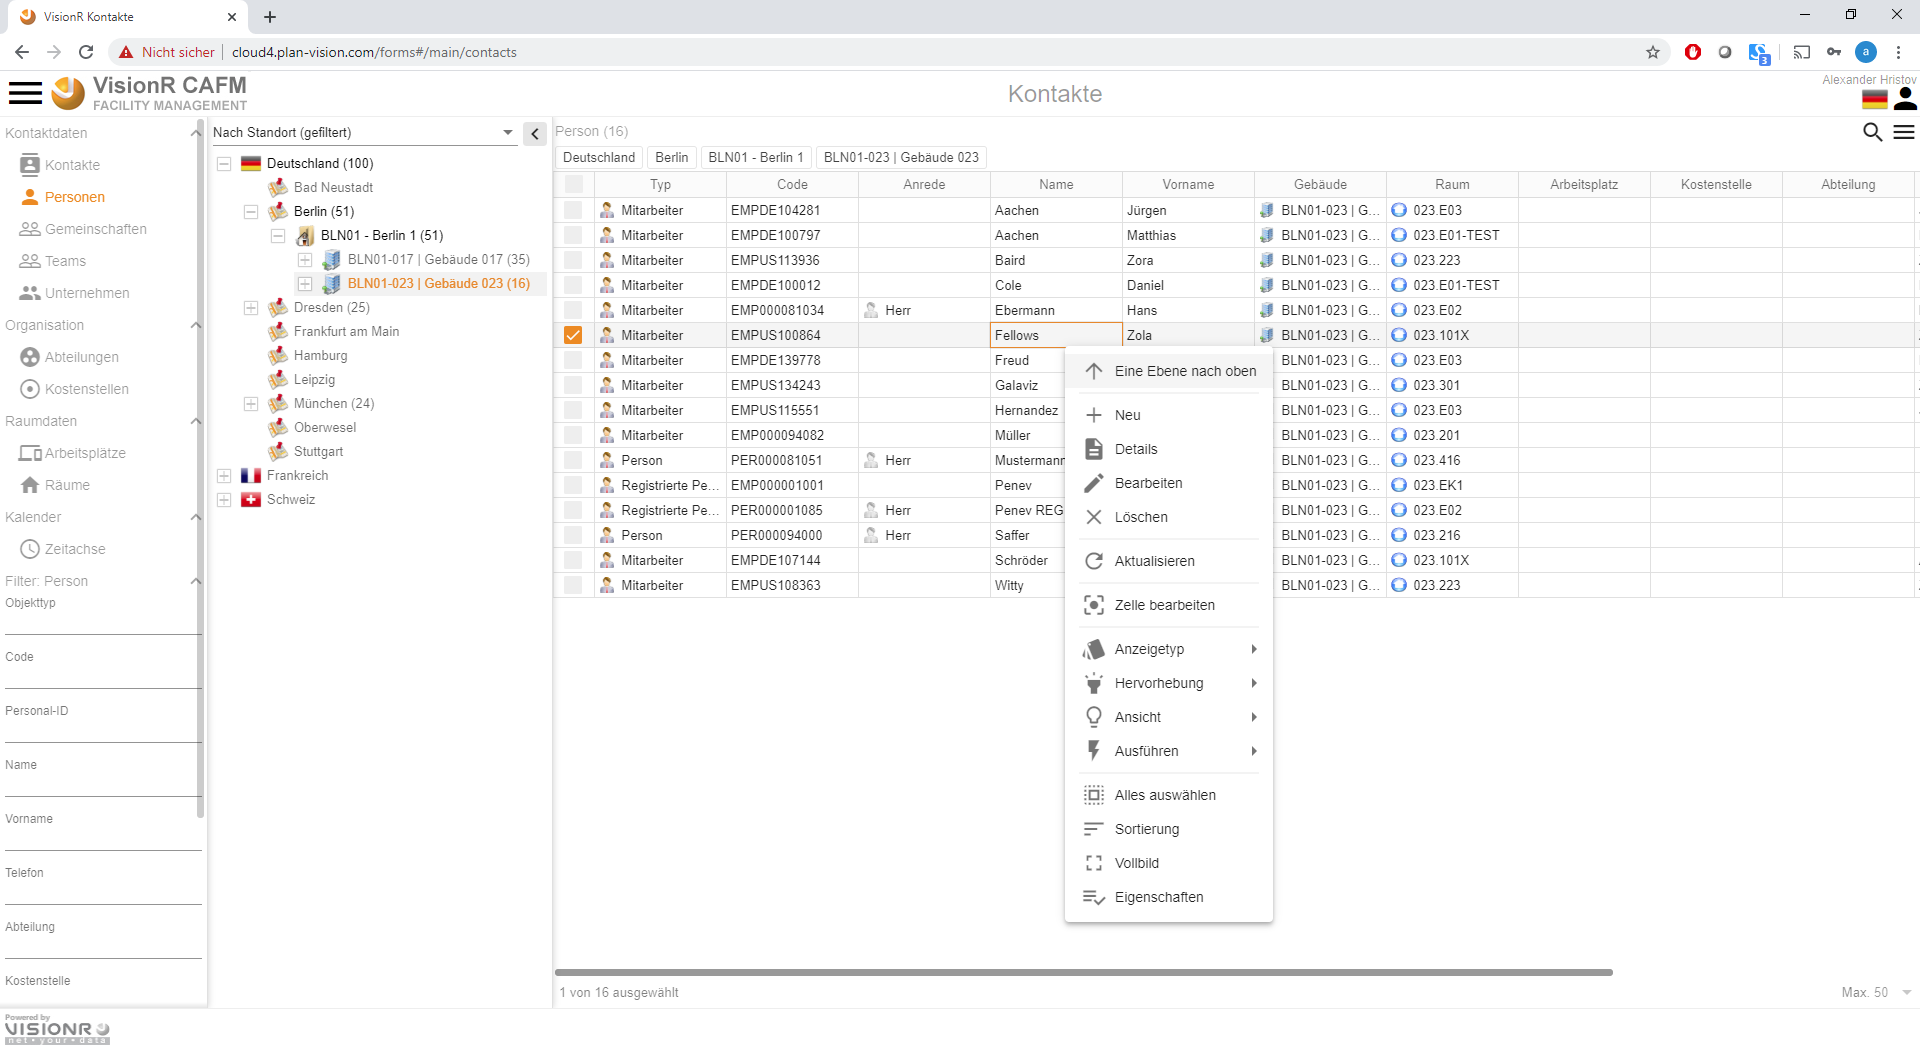 VisionR Kontakte
Nicht sicher
cloud4.plan-vision.com/forms#/main/contacts
3
a
VisionR CAFM
FACILITY MANAGEMENT
Kontakte
Alexander Hristov
Kontaktdaten
Kontakte
Personen
Gemeinschaften
Teams
Unternehmen
Organisation
Abteilungen
Kostenstellen
Raumdaten
Arbeitsplätze
Räume
Kalender
Zeitachse
Filter: Person
Objekttyp
Code
Personal-ID
Name
Vorname
Telefon
Abteilung
Kostenstelle
Nach Standort (gefiltert)
Deutschland (100)
Bad Neustadt
Berlin (51)
BLN01 - Berlin 1 (51)
BLN01-017 | Gebäude 017 (35)
BLN01-023 | Gebäude 023 (16)
Dresden (25)
Frankfurt am Main
Hamburg
Leipzig
München (24)
Oberwesel
Stuttgart
Frankreich
Schweiz
Person (16)
Deutschland Berlin BLN01 - Berlin 1 BLN01-023 | Gebäude 023
Typ Code Anrede Name Vorname Gebäude Raum Arbeitsplatz Kostenstelle Abteilung
Mitarbeiter EMPDE104281 Aachen Jürgen BLN01-023 | G... 023.E03
Mitarbeiter EMPDE100797 Aachen Matthias BLN01-023 | G... 023.E01-TEST
Mitarbeiter EMPUS113936 Baird Zora BLN01-023 | G... 023.223
Mitarbeiter EMPDE100012 Cole Daniel BLN01-023 | G... 023.E01-TEST
Mitarbeiter EMP000081034 Herr Ebermann Hans BLN01-023 | G... 023.E02
Mitarbeiter EMPUS100864 Fellows Zola BLN01-023 | G... 023.101X
Mitarbeiter EMPDE139778 Freud BLN01-023 | G... 023.E03
Mitarbeiter EMPUS134243 Galaviz BLN01-023 | G... 023.301
Mitarbeiter EMPUS115551 Hernandez BLN01-023 | G... 023.E03
Mitarbeiter EMP000094082 Müller BLN01-023 | G... 023.201
Person PER000081051 Herr Mustermann BLN01-023 | G... 023.416
Registrierte Pe... EMP000001001 Penev BLN01-023 | G... 023.EK1
Registrierte Pe... PER000001085 Herr Penev REG BLN01-023 | G... 023.E02
Person PER000094000 Herr Saffer BLN01-023 | G... 023.216
Mitarbeiter EMPDE107144 Schröder BLN01-023 | G... 023.101X
Mitarbeiter EMPUS108363 Witty BLN01-023 | G... 023.223
Eine Ebene nach oben
Neu
Details
Bearbeiten
Löschen
Aktualisieren
Zelle bearbeiten
Anzeigetyp
Hervorhebung
Ansicht
Ausführen
Alles auswählen
Sortierung
Vollbild
Eigenschaften
1 von 16 ausgewählt
Max. 50
Powered by
VISIONR
net • your • data